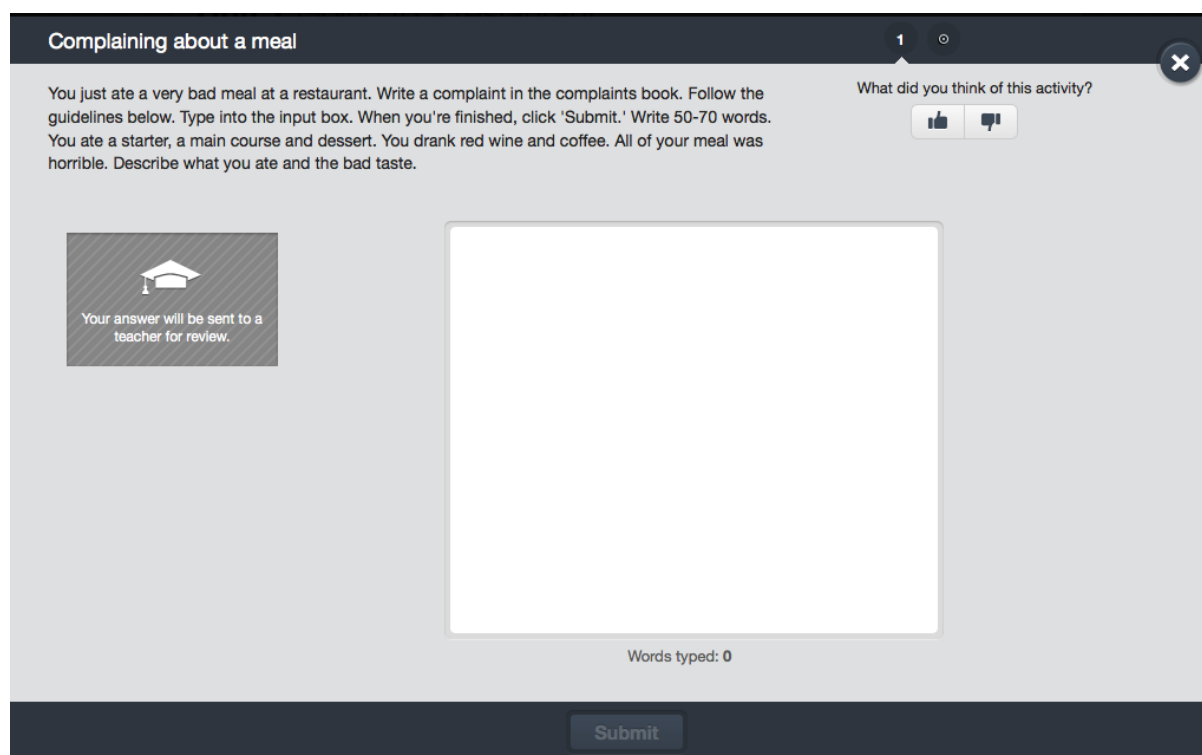 Complaining about a meal
1
You just ate a very bad meal at a restaurant. Write a complaint in the complaints book. Follow the
guidelines below. Type into the input box. When you're finished, click 'Submit.' Write 50-70 words.
You ate a starter, a main course and dessert. You drank red wine and coffee. All of your meal was
horrible. Describe what you ate and the bad taste.
What did you think of this activity?
Your answer will be sent to a
teacher for review.
Words typed: 0
Submit